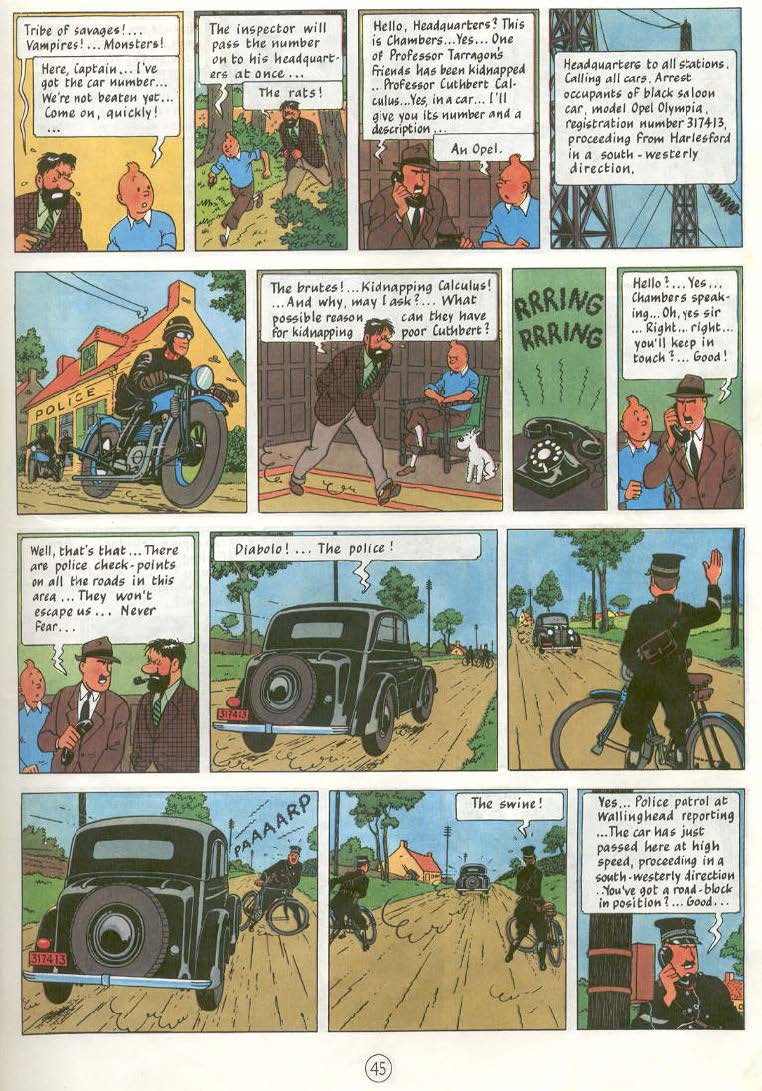 Tribe of savages!...
Vampires!... Monsters!
Here, Captain... I've
got the car number...
We're not beaten yet...
Come on, quickly!
...
The inspector will
pass the number
on to his headquart-
ers at once ...
The rats!
Hello, Headquarters? This
is Chambers...Yes... One
of Professor Tarragon's
friends has been kidnapped
... Professor Cuthbert Cal-
culus...Yes, in a car... I'll
give you its number and a
description...
An Opel.
Headquarters to all stations.
Calling all cars. Arrest
occupants of black saloon
car, model Opel Olympia,
registration number 317413,
proceeding from Harlesford
in a south-westerly
direction.
POLICE
The brutes!... Kidnapping Calculus!
...And why, may I ask?... What
possible reason can they have
for kidnapping poor Cuthbert?
RRRING
RRRING
Hello?... Yes...
Chambers speak-
ing... Oh, yes sir
... Right... right...
you'll keep in
touch?... Good!
Well, that's that... There
are police check-points
on all the roads in this
area... They won't
escape us... Never
fear...
Diabolo!... The police!
317413
PAAAARP
317413
The swine!
Yes... Police patrol at
Wallinghead reporting
...The car has just
passed here at high
speed, proceeding in a
south-westerly direction
..You've got a road-block
in position?... Good...
45